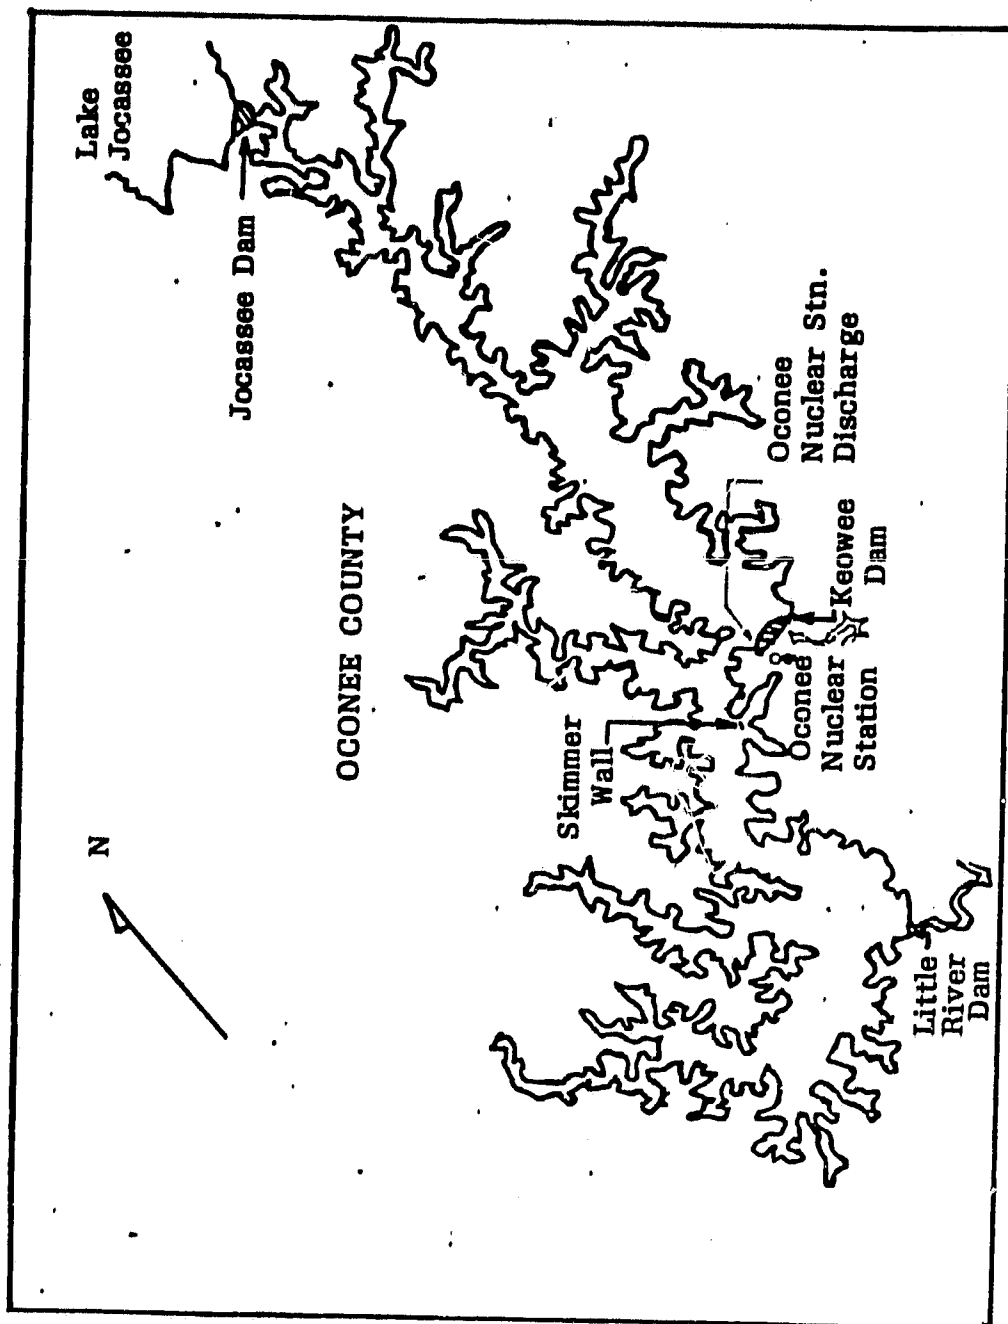 Lake
Jocassee
Jocassee Dam
N
OCONEE COUNTY
Oconee
Nuclear Stn.
Discharge
Skimmer
Wall
Keowee
Dam
Oconee
Nuclear
Station
Little
River
Dam